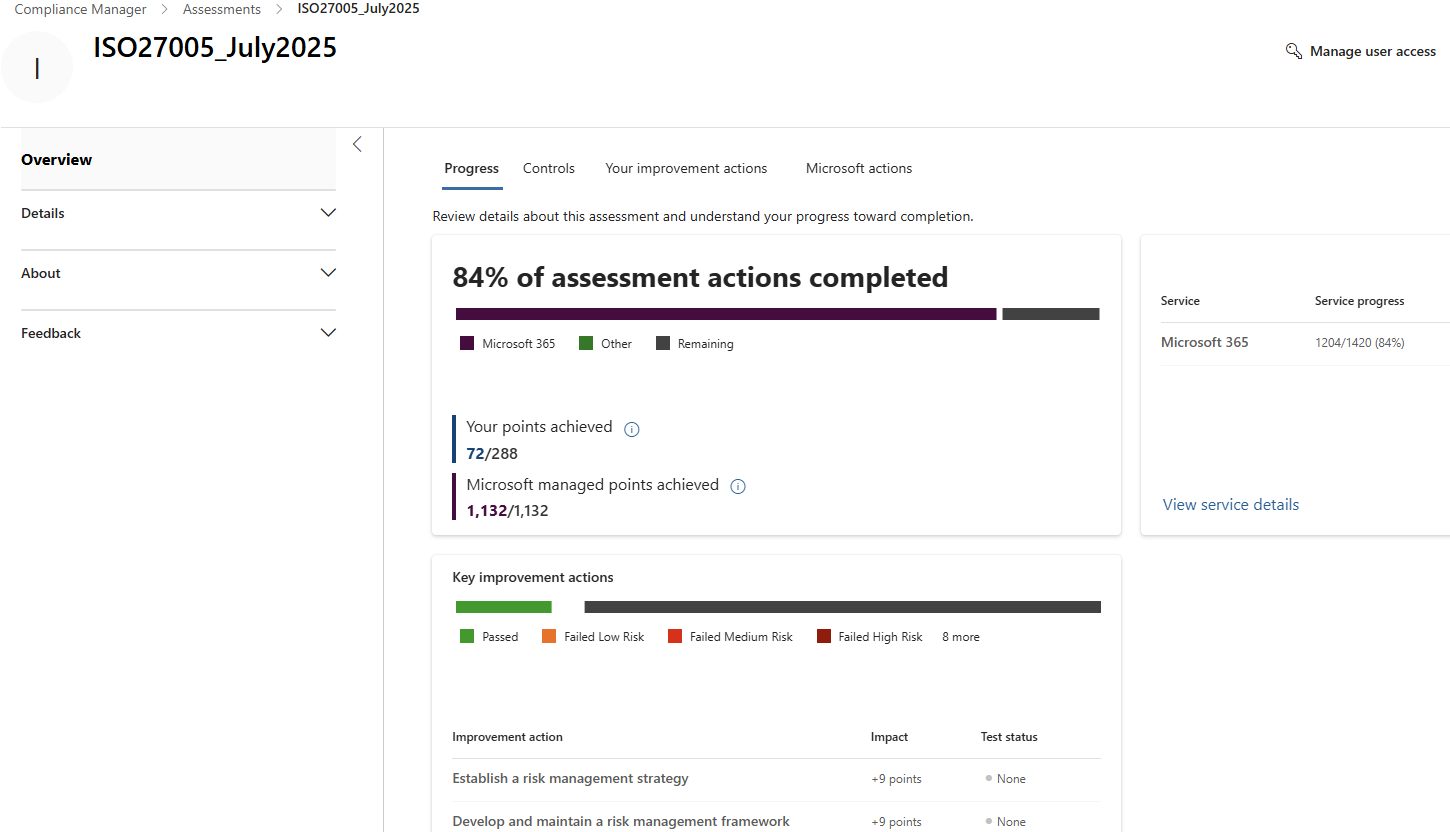 Compliance Manager > Assessments > ISO27005_July2025
I
ISO27005_July2025
Manage user access
Overview
Details
About
Feedback
Progress Controls Your improvement actions Microsoft actions
Review details about this assessment and understand your progress toward completion.
84% of assessment actions completed
Microsoft 365 Other Remaining
Your points achieved
72/288
Microsoft managed points achieved
1,132/1,132
Service Service progress
Microsoft 365 1204/1420 (84%)
View service details
Key improvement actions
Passed Failed Low Risk Failed Medium Risk Failed High Risk 8 more
Improvement action Impact Test status
Establish a risk management strategy +9 points None
Develop and maintain a risk management framework +9 points None